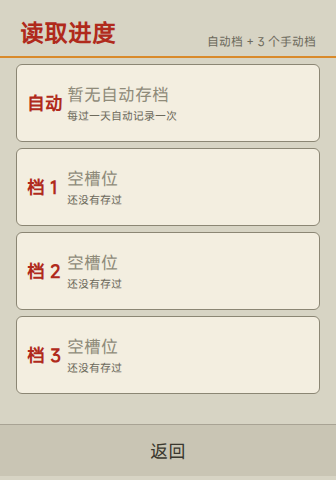 读取进度
自动档 + 3 个手动档
自动
暂无自动存档
每过一天自动记录一次
档 1
空槽位
还没有存过
档 2
空槽位
还没有存过
档 3
空槽位
还没有存过
返回